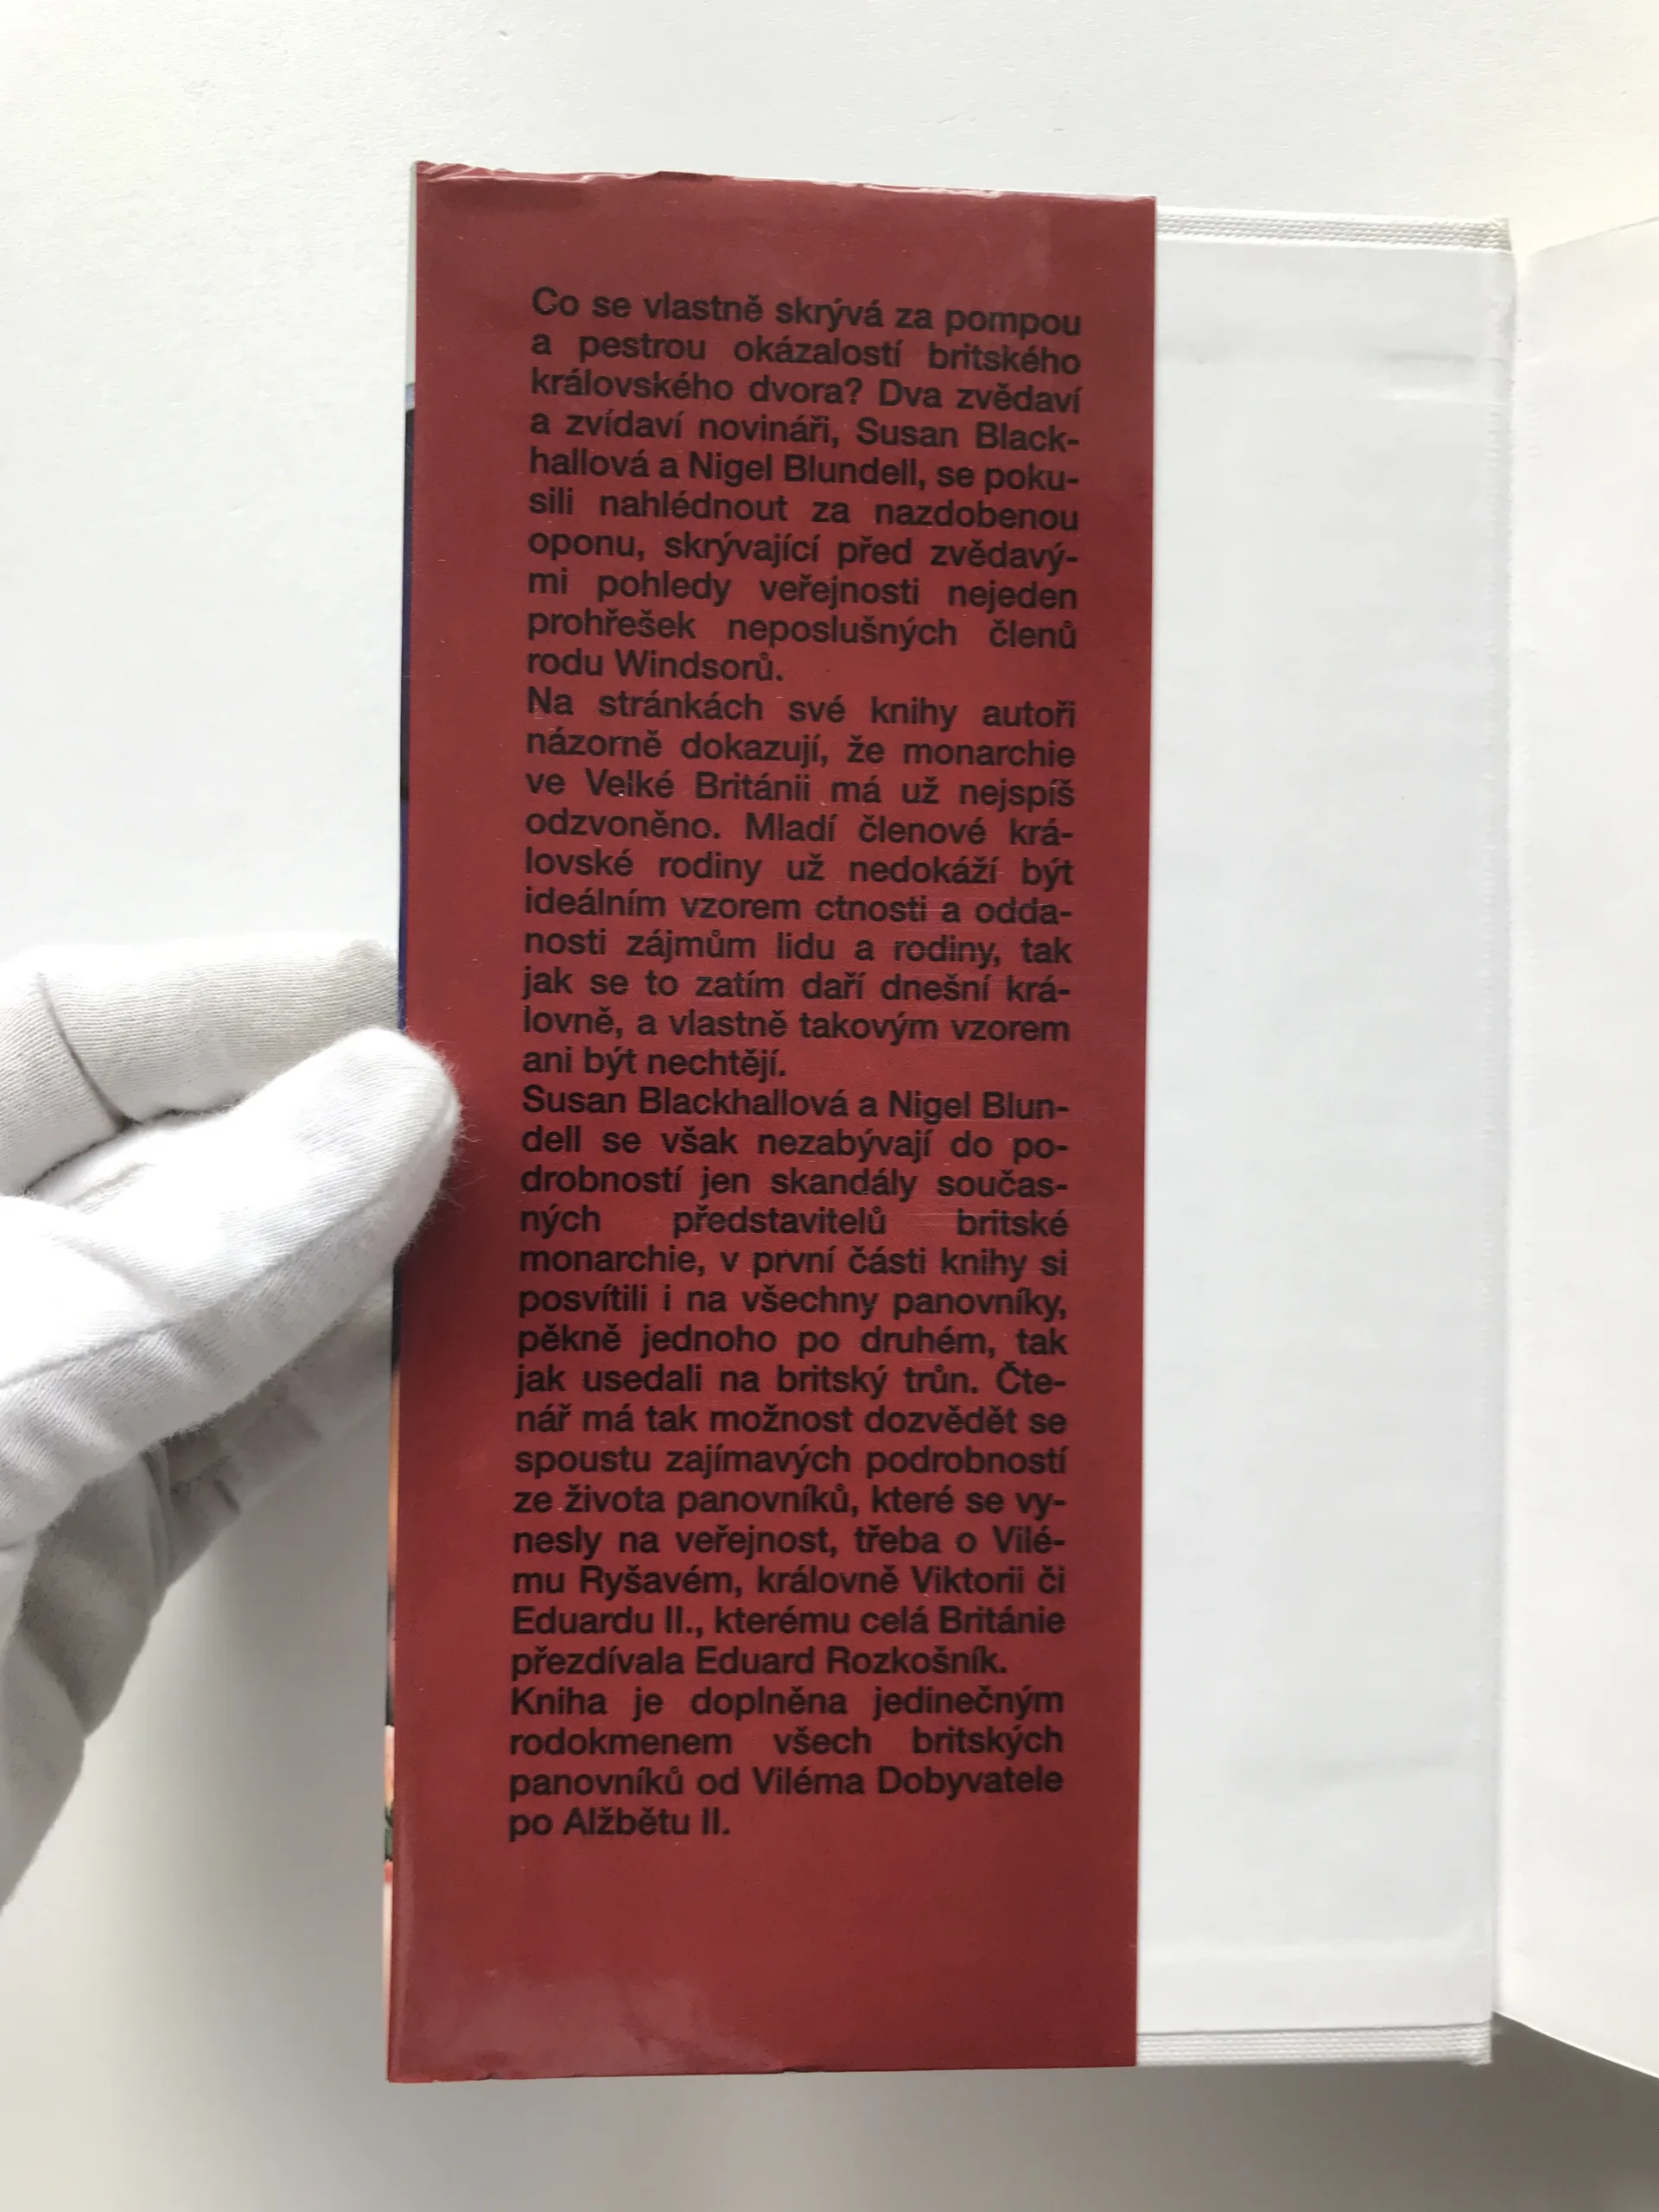 Co se vlastně skrývá za pompou
a pestrou okázalostí britského
královského dvora? Dva zvědaví
a zvídaví novináři, Susan Black-
hallová a Nigel Blundell, se poku-
sili nahlédnout za nazdobenou
oponu, skrývající před zvědavý-
mi pohledy veřejnosti nejeden
prohřešek neposlušných členů
rodu Windsorů.
Na stránkách své knihy autoři
názorně dokazují, že monarchie
ve Velké Británii má už nejspíš
odzvoněno. Mladí členové krá-
lovské rodiny už nedokáží být
ideálním vzorem ctnosti a odda-
nosti zájmům lidu a rodiny, tak
jak se to zatím daří dnešní krá-
lovně, a vlastně takovým vzorem
ani být nechtějí.
Susan Blackhallová a Nigel Blun-
dell se však nezabývají do po-
drobností jen skandály součas-
ných představitelů britské
monarchie, v první části knihy si
posvítili i na všechny panovníky,
pěkně jednoho po druhém, tak
jak usedali na britský trůn. Čte-
nář má tak možnost dozvědět se
spoustu zajímavých podrobností
ze života panovníků, které se vy-
nesly na veřejnost, třeba o Vilé-
mu Ryšavém, královně Viktorii či
Eduardu II., kterému celá Británie
přezdívala Eduard Rozkošník.
Kniha je doplněna jedinečným
rodokmenem všech britských
panovníků od Viléma Dobyvatele
po Alžbětu II.